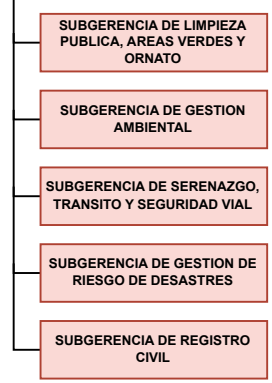 SUBGERENCIA DE LIMPIEZA
PUBLICA, AREAS VERDES Y
ORNATO
SUBGERENCIA DE GESTION
AMBIENTAL
SUBGERENCIA DE SERENAZGO,
TRANSITO Y SEGURIDAD VIAL
SUBGERENCIA DE GESTION DE
RIESGO DE DESASTRES
SUBGERENCIA DE REGISTRO
CIVIL